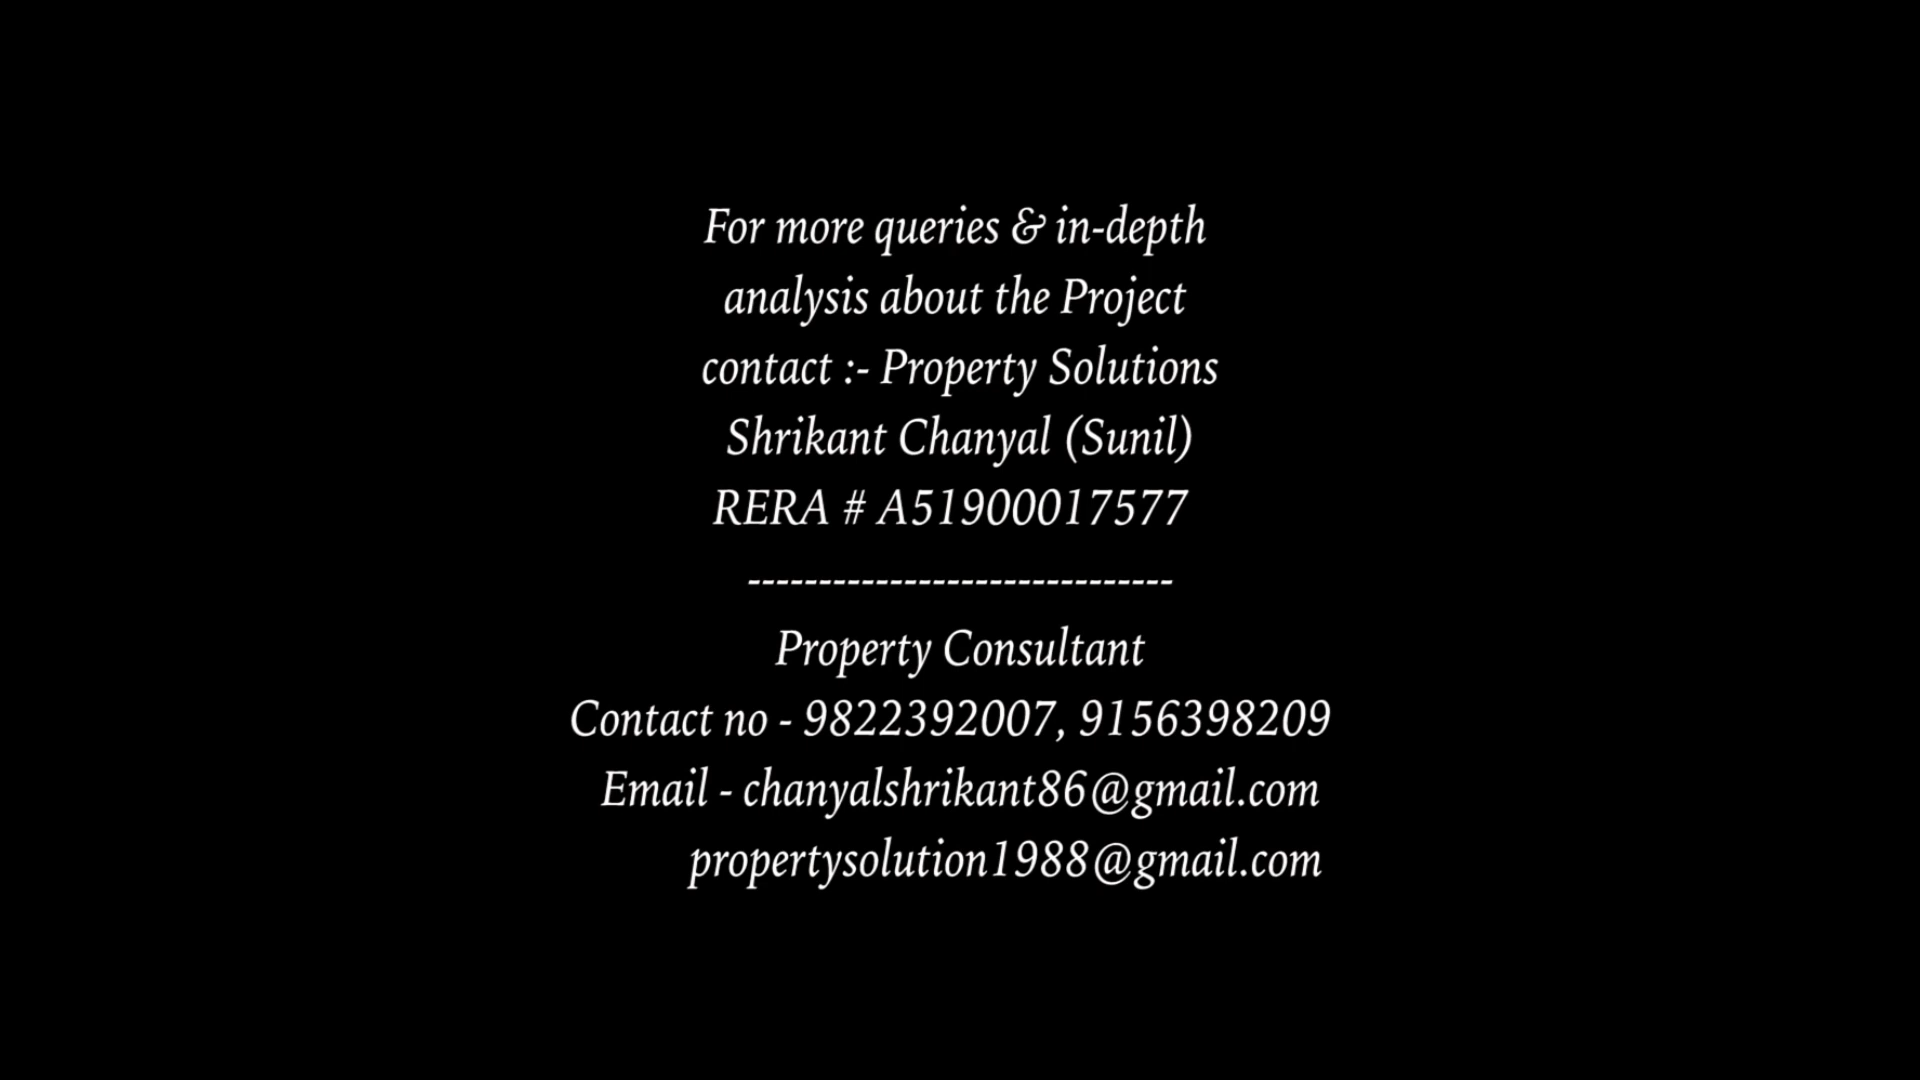 For more queries & in-depth
analysis about the Project
contact :- Property Solutions
Shrikant Chanyal (Sunil)
RERA # A51900017577
------------------------------
Property Consultant
Contact no - 9822392007, 9156398209
Email - chanyalshrikant86@gmail.com
propertysolution1988@gmail.com